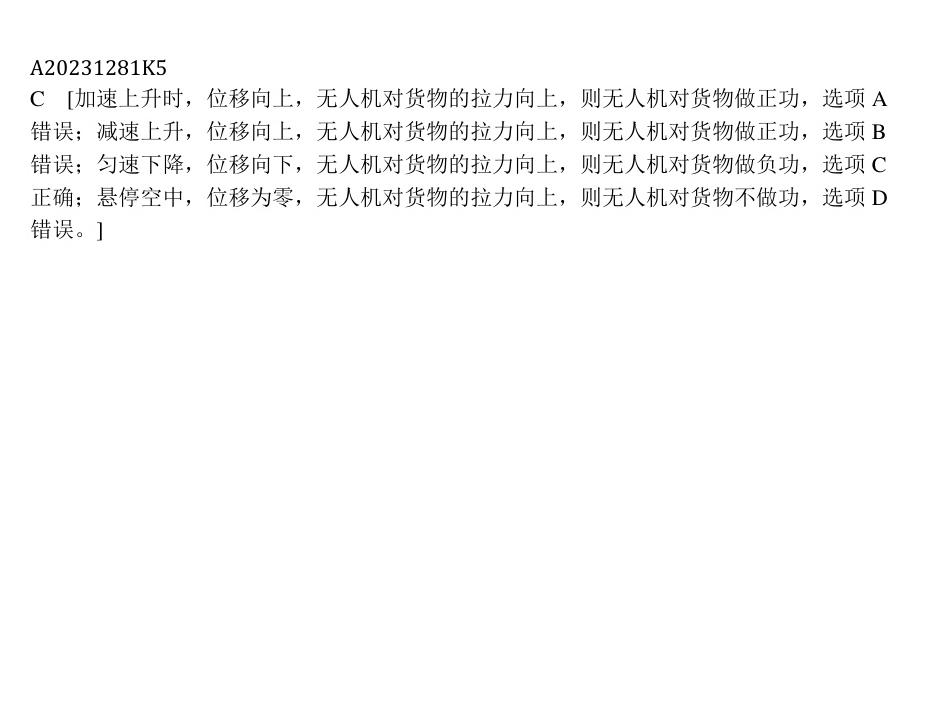 A20231281K5
C [加速上升时，位移向上，无人机对货物的拉力向上，则无人机对货物做正功，选项 A
错误；减速上升，位移向上，无人机对货物的拉力向上，则无人机对货物做正功，选项 B
错误；匀速下降，位移向下，无人机对货物的拉力向上，则无人机对货物做负功，选项 C
正确；悬停空中，位移为零，无人机对货物的拉力向上，则无人机对货物不做功，选项 D
错误。]